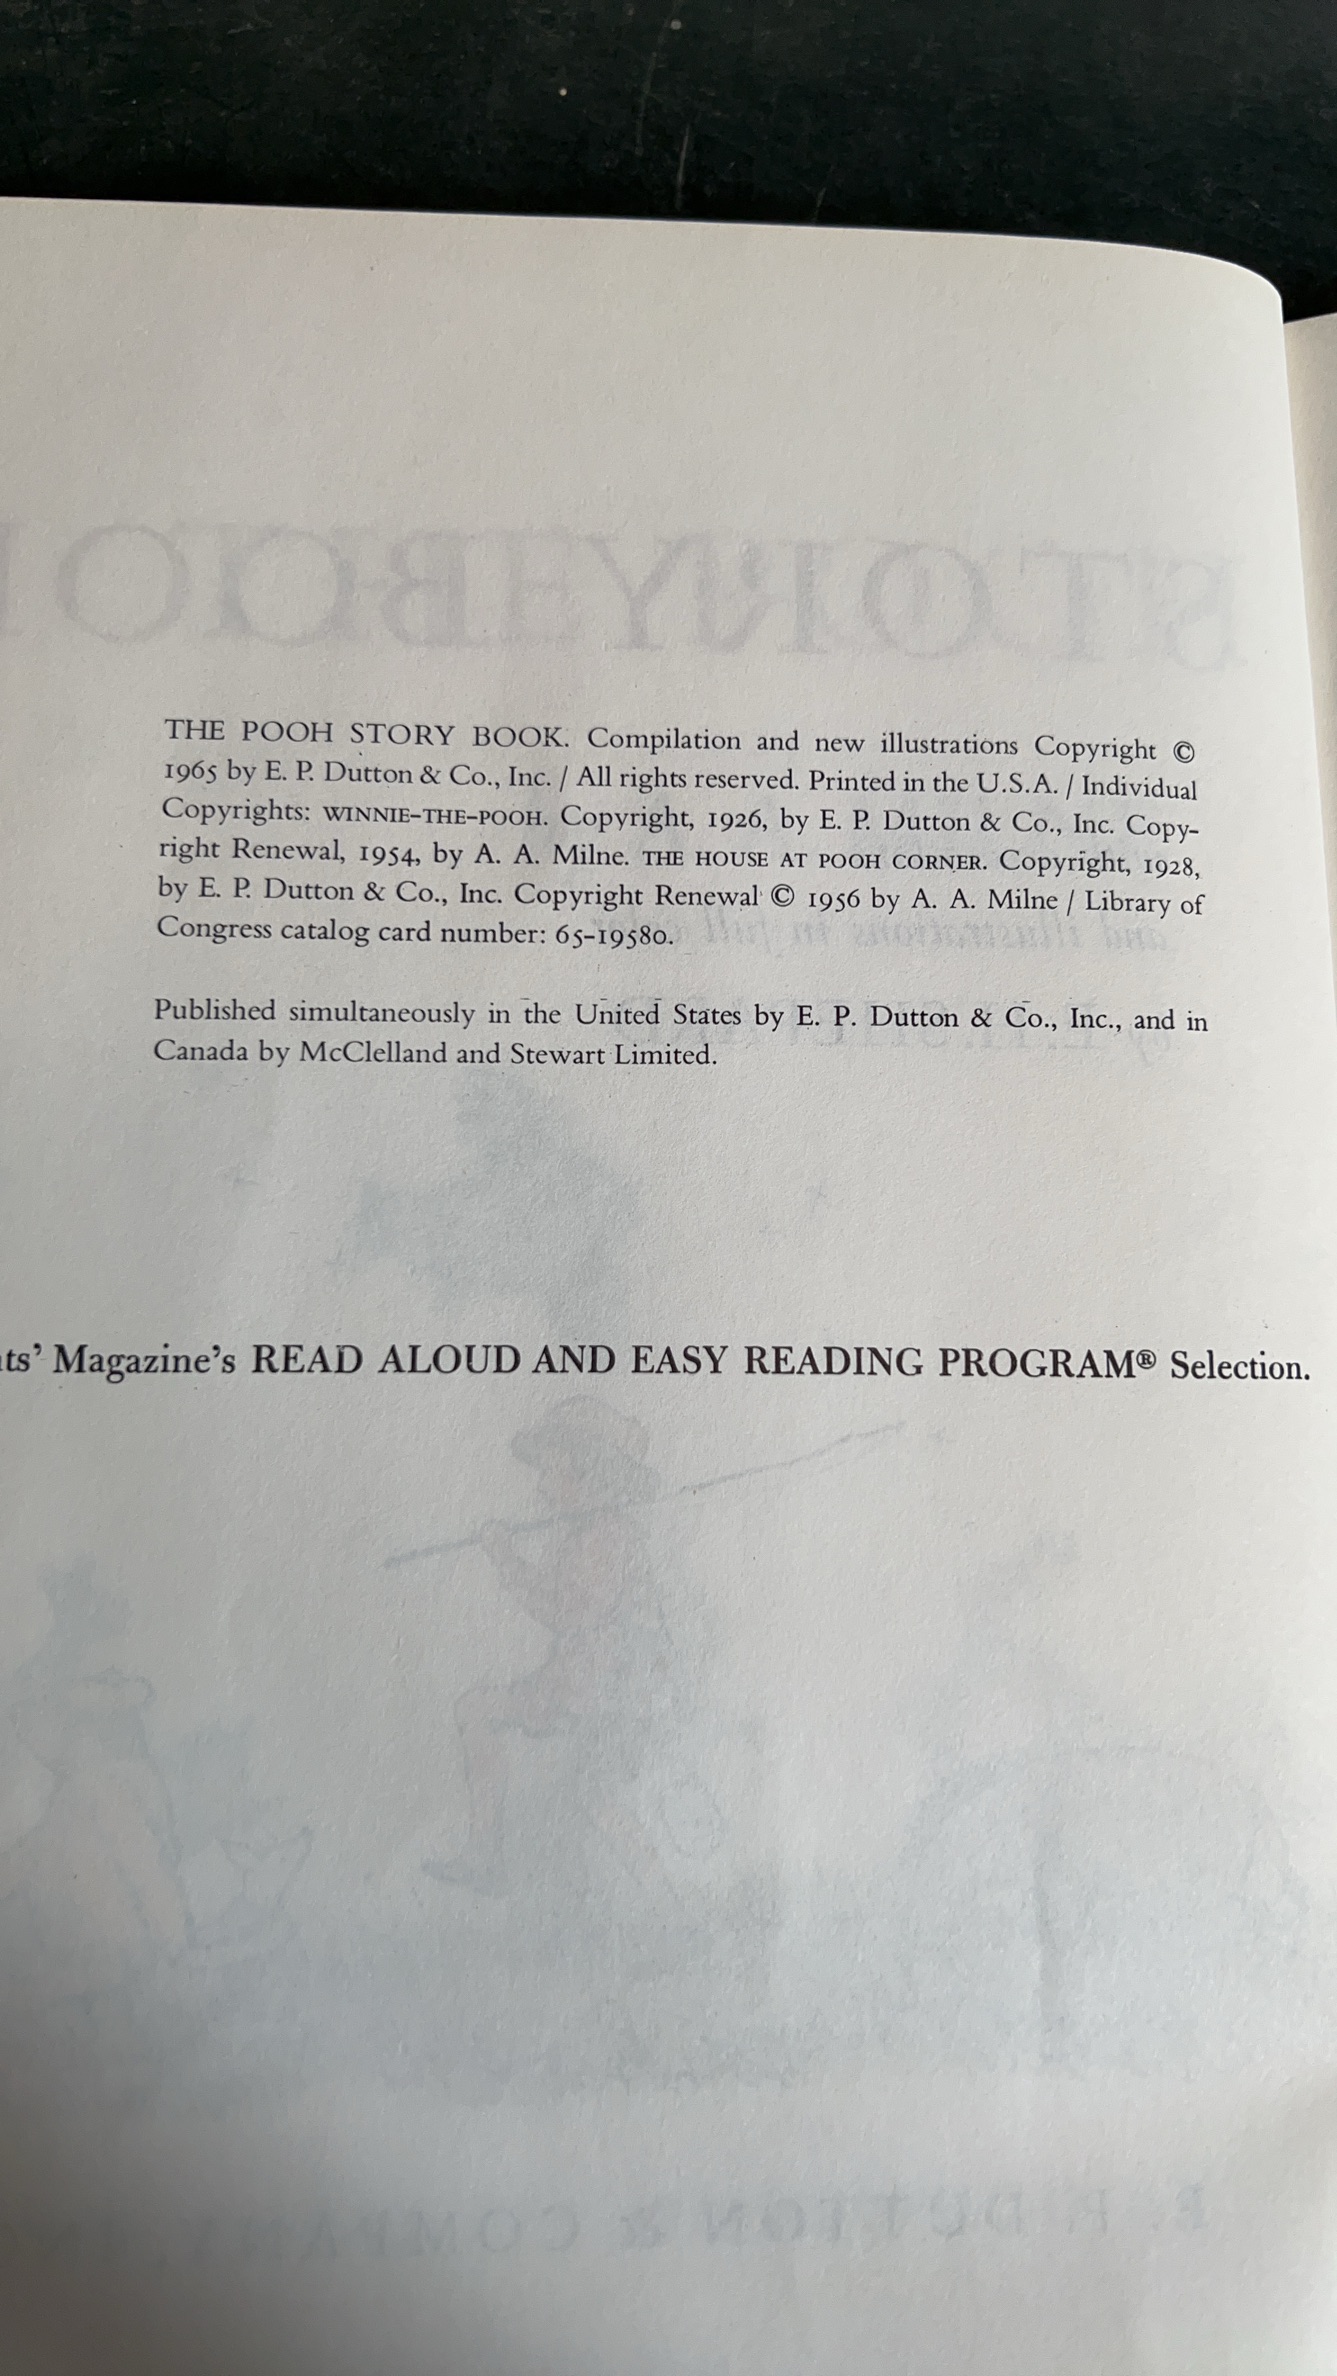 THE POOH STORY BOOK. Compilation and new illustrations Copyright ©
1965 by E. P. Dutton & Co., Inc. / All rights reserved. Printed in the U.S.A. / Individual
Copyrights: WINNIE-THE-POOH. Copyright, 1926, by E. P. Dutton & Co., Inc. Copy-
right Renewal, 1954, by A. A. Milne. THE HOUSE AT POOH CORNER. Copyright, 1928,
by E. P. Dutton & Co., Inc. Copyright Renewal © 1956 by A. A. Milne / Library of
Congress catalog card number: 65-19580.
Published simultaneously in the United States by E. P. Dutton & Co., Inc., and in
Canada by McClelland and Stewart Limited.
ts’ Magazine’s READ ALOUD AND EASY READING PROGRAM® Selection.